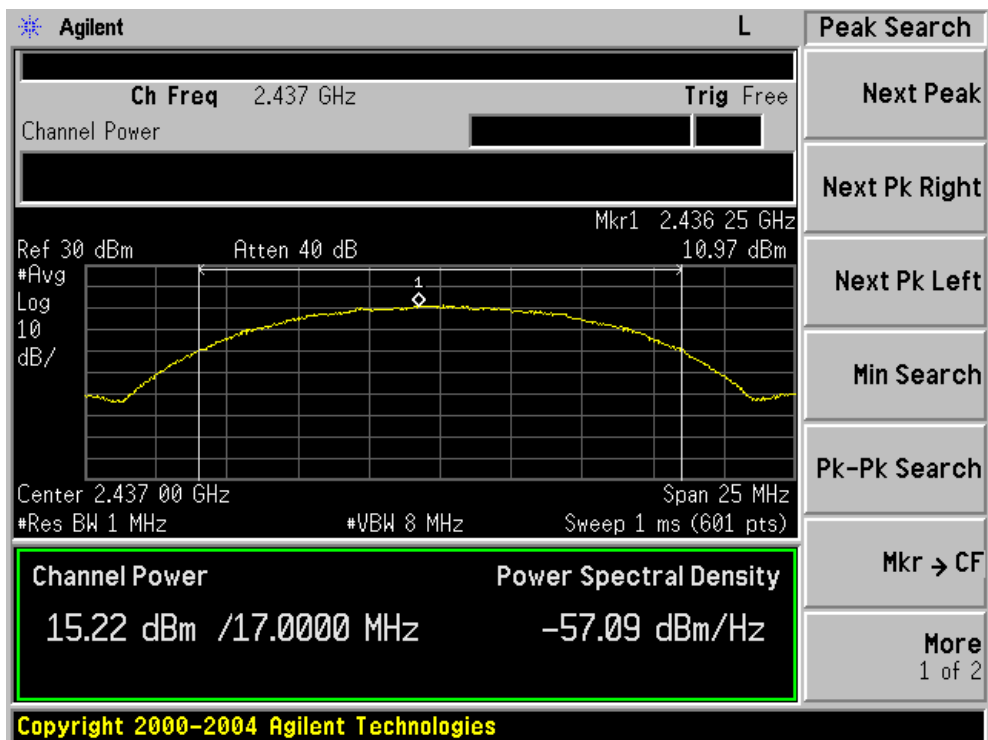 Agilent L Peak Search
Ch Freq 2.437 GHz Trig Free
Channel Power
Mkr1 2.436 25 GHz
Ref 30 dBm Atten 40 dB 10.97 dBm
#Avg
Log
10
dB/
1
Center 2.437 00 GHz Span 25 MHz
#Res BW 1 MHz #VBW 8 MHz Sweep 1 ms (601 pts)
Channel Power Power Spectral Density
15.22 dBm /17.0000 MHz -57.09 dBm/Hz
Copyright 2000-2004 Agilent Technologies
Next Peak
Next Pk Right
Next Pk Left
Min Search
Pk-Pk Search
Mkr → CF
More
1 of 2